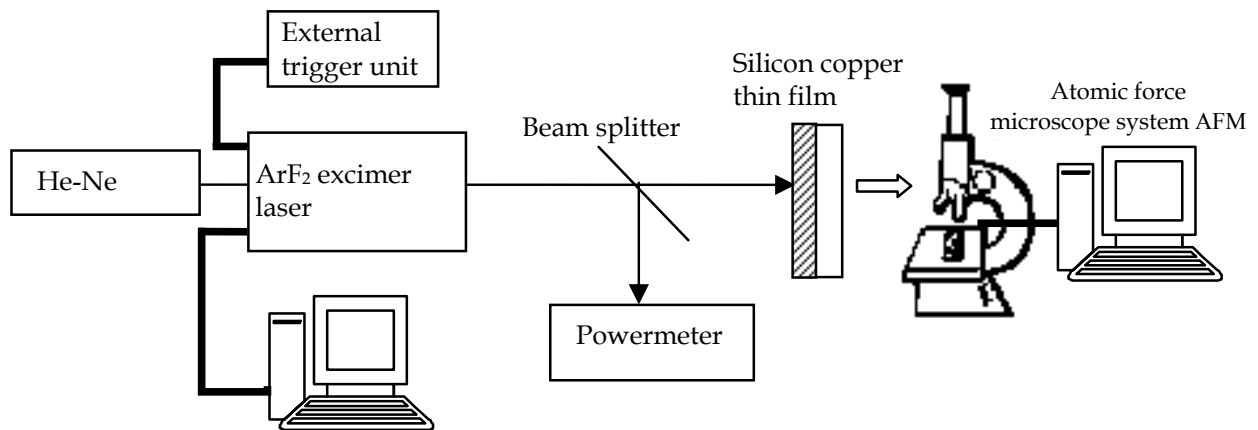 External
trigger unit
Silicon copper
thin film
Atomic force
microscope system AFM
Beam splitter
He-Ne
ArF₂ excimer
laser
Powermeter